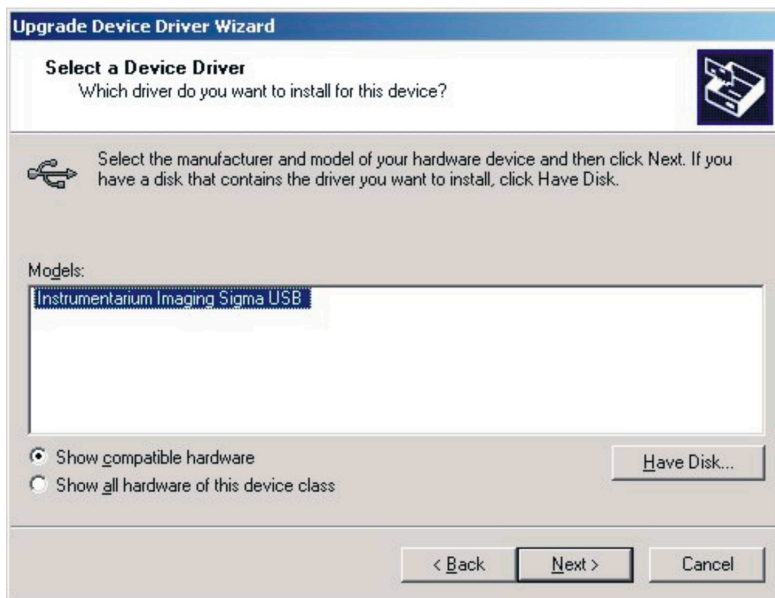 Upgrade Device Driver Wizard
Select a Device Driver
Which driver do you want to install for this device?
Select the manufacturer and model of your hardware device and then click Next. If you
have a disk that contains the driver you want to install, click Have Disk.
Models:
Instrumentarium Imaging Sigma USB
Show compatible hardware
Show all hardware of this device class
Have Disk...
< Back
Next >
Cancel